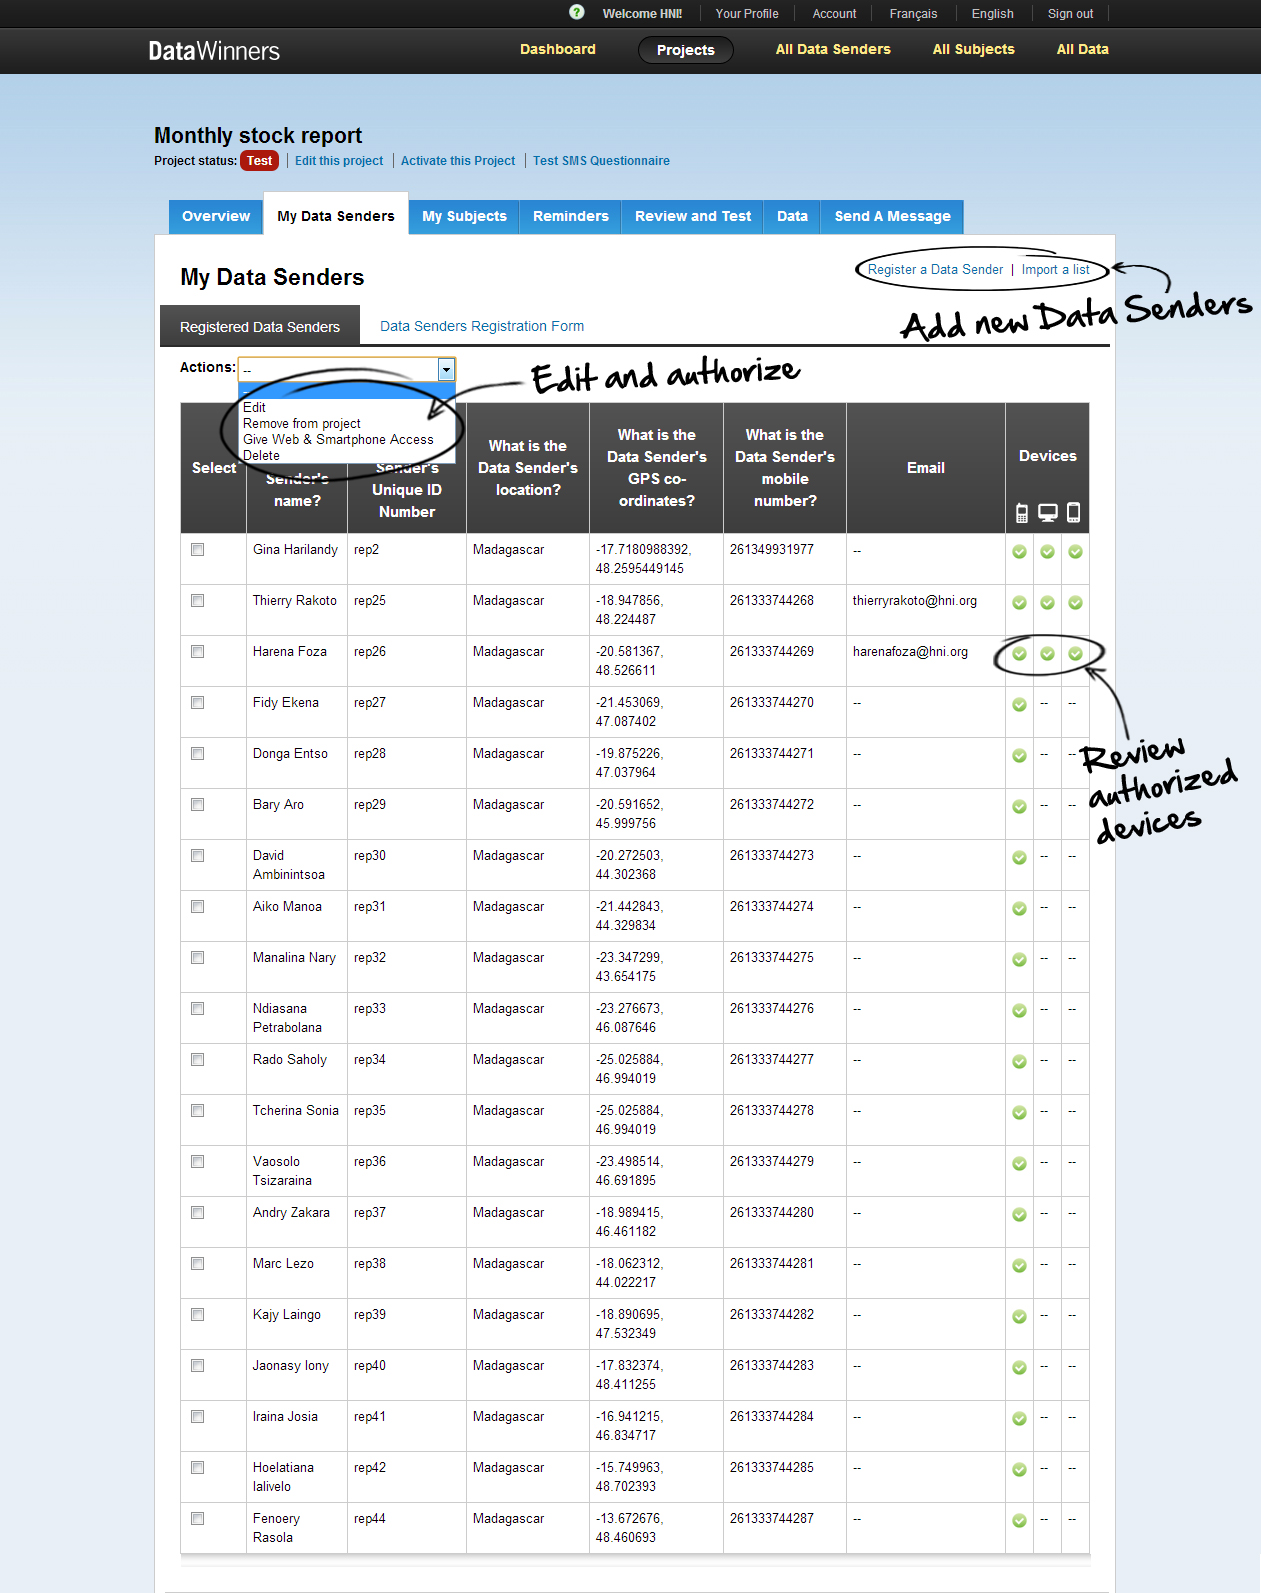 Welcome HNI! Your Profile Account Français English Sign out
DataWinners Dashboard Projects All Data Senders All Subjects All Data
Monthly stock report
Project status: Test Edit this project Activate this Project Test SMS Questionnaire
Overview My Data Senders My Subjects Reminders Review and Test Data Send A Message
My Data Senders
Register a Data Sender | Import a list
Add new Data Senders
Registered Data Senders Data Senders Registration Form
Actions: --
Edit and authorize
Edit
Remove from project
Give Web & Smartphone Access
Delete
Select
Sender's
name?
Sender's
Unique ID
Number
What is the
Data Sender's
location?
What is the
Data Sender's
GPS co-
ordinates?
What is the
Data Sender's
mobile
number?
Email
Devices
Gina Harilandy rep2 Madagascar -17.7180988392, 261349931977 --
48.2595449145
Thierry Rakoto rep25 Madagascar -18.947856, 261333744268 thierryrakoto@hni.org
48.224487
Harena Foza rep26 Madagascar -20.581367, 261333744269 harenafoza@hni.org
48.526611
Fidy Ekena rep27 Madagascar -21.453069, 261333744270 -- -- --
47.087402
Donga Entso rep28 Madagascar -19.875226, 261333744271 -- -- --
47.037964
Review
authorized
devices
Bary Aro rep29 Madagascar -20.591652, 261333744272 -- -- --
45.999756
David rep30 Madagascar -20.272503, 261333744273 -- -- --
Ambinintsoa 44.302368
Aiko Manoa rep31 Madagascar -21.442843, 261333744274 -- -- --
44.329834
Manalina Nary rep32 Madagascar -23.347299, 261333744275 -- -- --
43.654175
Ndiasana rep33 Madagascar -23.276673, 261333744276 -- -- --
Petrabolana 46.087646
Rado Saholy rep34 Madagascar -25.025884, 261333744277 -- -- --
46.994019
Tcherina Sonia rep35 Madagascar -25.025884, 261333744278 -- -- --
46.994019
Vaosolo rep36 Madagascar -23.498514, 261333744279 -- -- --
Tsizaraina 46.691895
Andry Zakara rep37 Madagascar -18.989415, 261333744280 -- -- --
46.461182
Marc Lezo rep38 Madagascar -18.062312, 261333744281 -- -- --
44.022217
Kajy Laingo rep39 Madagascar -18.890695, 261333744282 -- -- --
47.532349
Jaonasy Iony rep40 Madagascar -17.832374, 261333744283 -- -- --
48.411255
Iraina Josia rep41 Madagascar -16.941215, 261333744284 -- -- --
46.834717
Hoelatiana rep42 Madagascar -15.749963, 261333744285 -- -- --
Ialivelo 48.702393
Fenoery rep44 Madagascar -13.672676, 261333744287 -- -- --
Rasola 48.460693